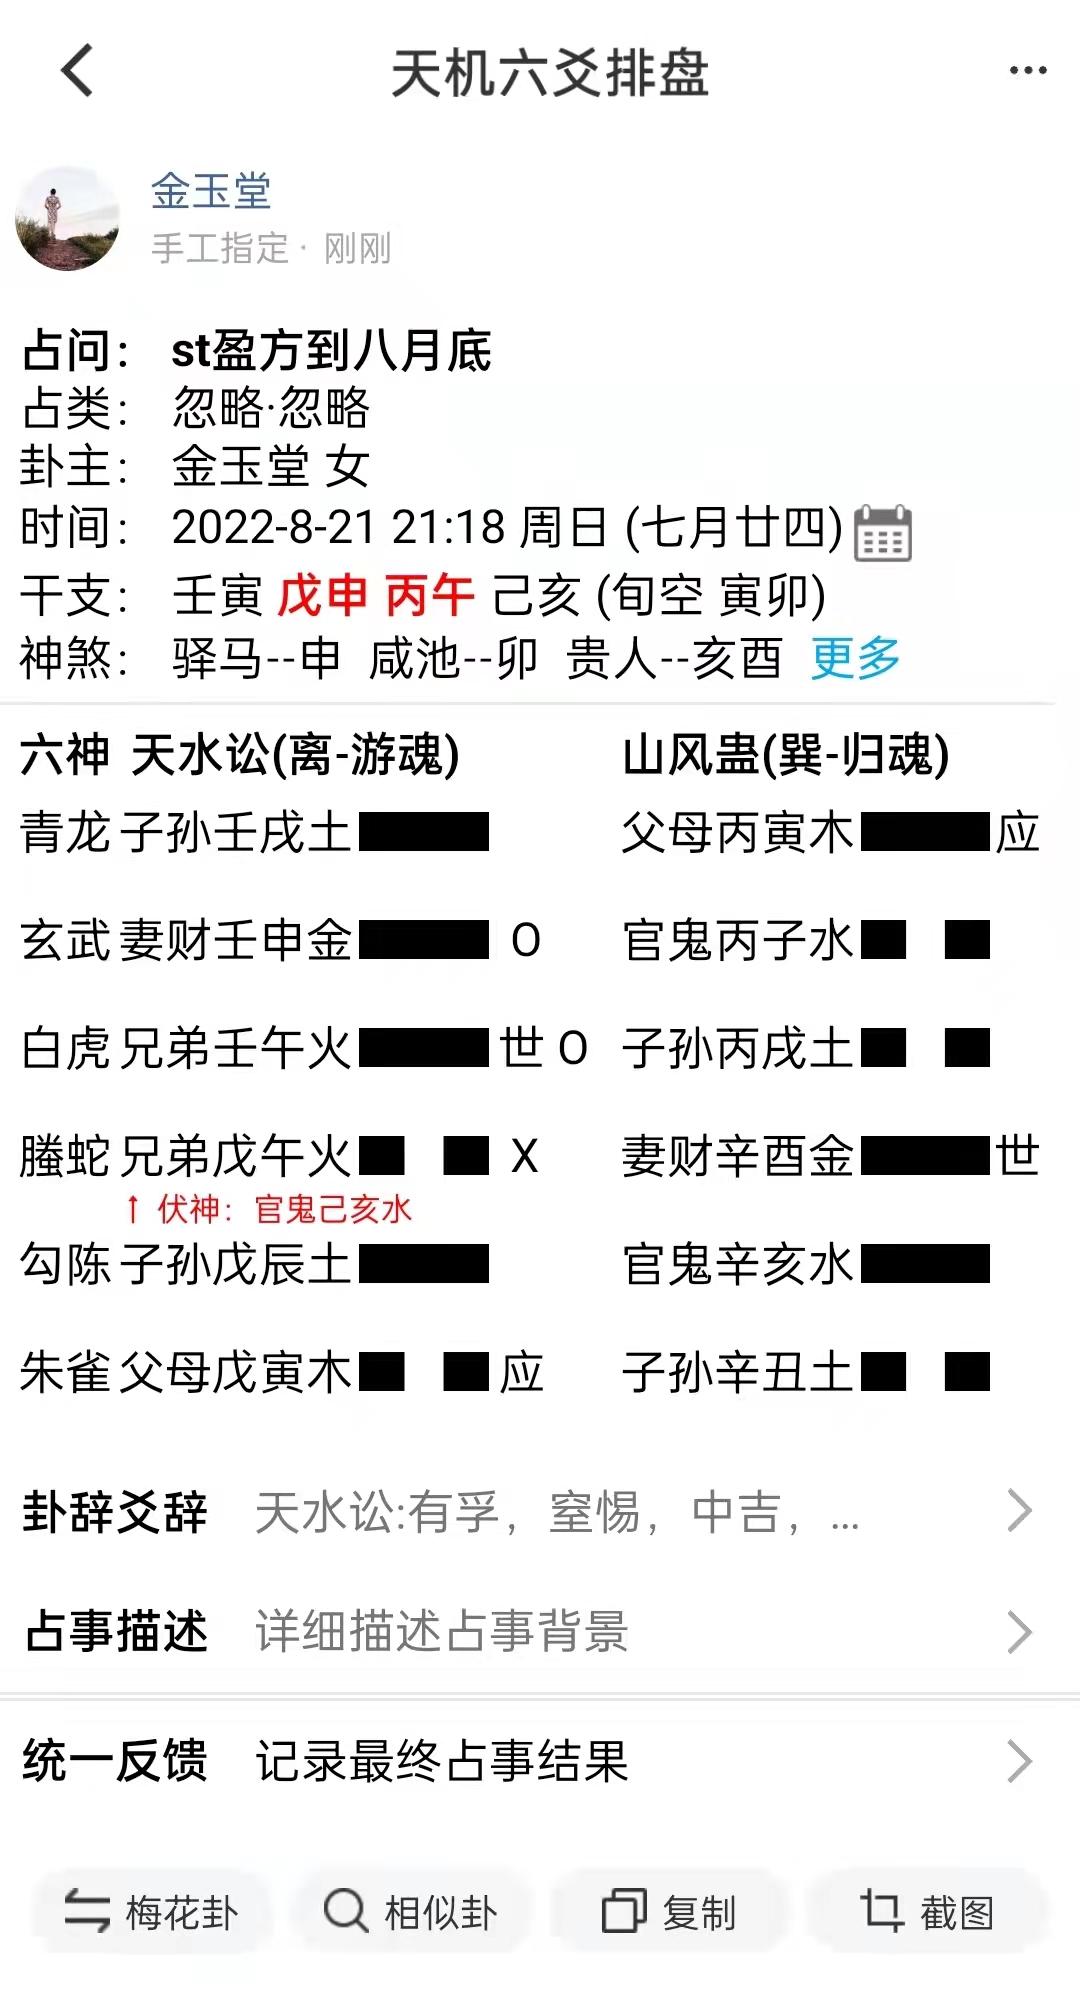 天机六爻排盘
金玉堂
手工指定· 刚刚
占问： st盈方到八月底
占类： 忽略·忽略
卦主： 金玉堂 女
时间： 2022-8-21 21:18 周日 (七月廿四)
干支： 壬寅 戊申 丙午 己亥 (旬空 寅卯)
神煞： 驿马--申 咸池--卯 贵人--亥酉 更多
六神 天水讼(离-游魂) 山风蛊(巽-归魂)
青龙 子孙壬戌土 父母丙寅木 应
玄武 妻财壬申金 O 官鬼丙子水
白虎 兄弟壬午火 世 O 子孙丙戌土
螣蛇 兄弟戊午火 X 妻财辛酉金 世
↑ 伏神：官鬼己亥水
勾陈 子孙戊辰土 官鬼辛亥水
朱雀 父母戊寅木 应 子孙辛丑土
卦辞爻辞 天水讼:有孚，窒惕，中吉，...
占事描述 详细描述占事背景
统一反馈 记录最终占事结果
梅花卦 相似卦 复制 截图